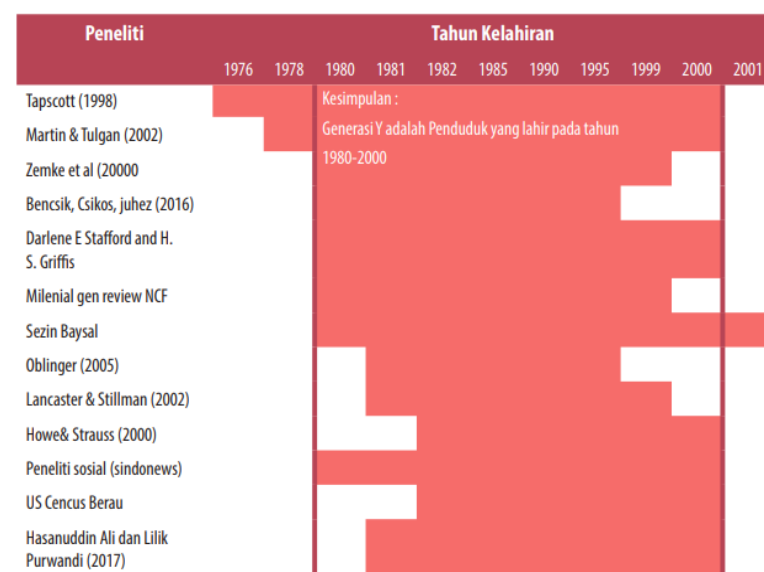 Peneliti
Tahun Kelahiran
1976 1978 1980 1981 1982 1985 1990 1995 1999 2000 2001
Tapscott (1998)
Kesimpulan :
Martin & Tulgan (2002)
Generasi Y adalah Penduduk yang lahir pada tahun
1980-2000
Zemke et al (20000
Bencsik, Csikos, juhez (2016)
Darlene E Stafford and H.
S. Griffis
Milenial gen review NCF
Sezin Baysal
Oblinger (2005)
Lancaster & Stillman (2002)
Howe& Strauss (2000)
Peneliti sosial (sindonews)
US Cencus Berau
Hasanuddin Ali dan Lilik
Purwandi (2017)